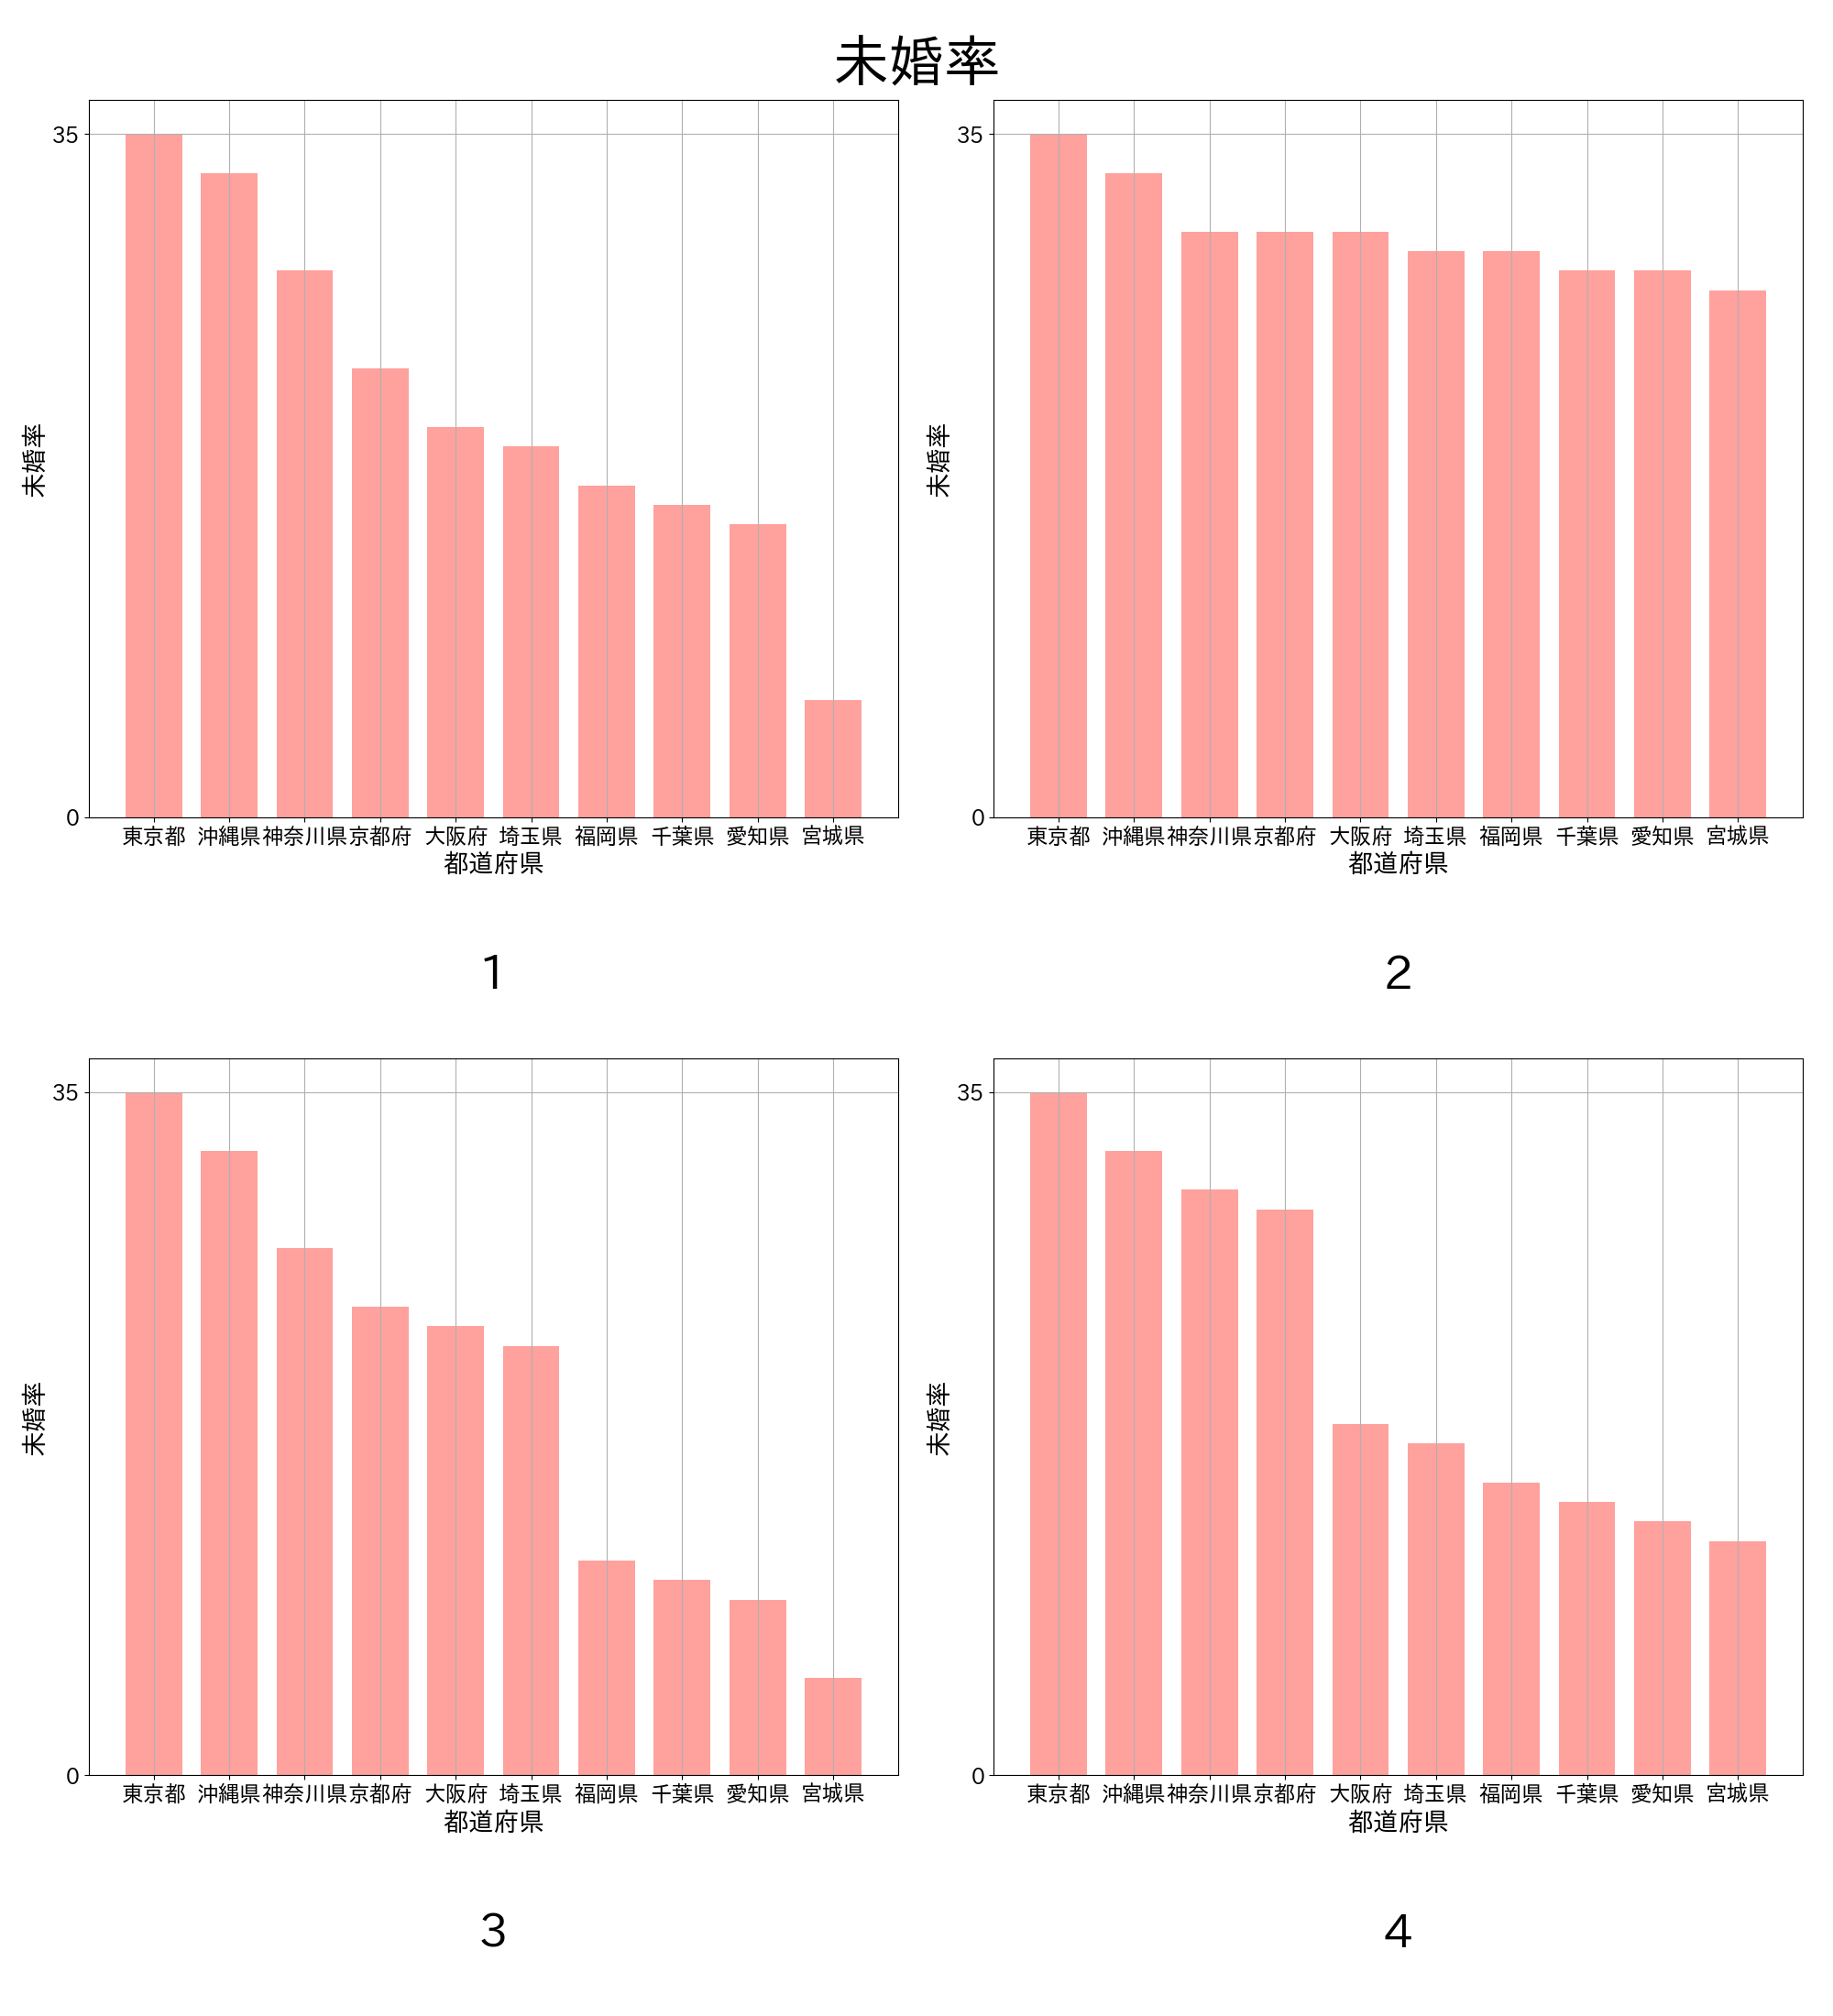 未婚率
35
0
未婚率
東京都 沖縄県 神奈川県 京都府 大阪府 埼玉県 福岡県 千葉県 愛知県 宮城県
都道府県
1
35
0
未婚率
東京都 沖縄県 神奈川県 京都府 大阪府 埼玉県 福岡県 千葉県 愛知県 宮城県
都道府県
2
35
0
未婚率
東京都 沖縄県 神奈川県 京都府 大阪府 埼玉県 福岡県 千葉県 愛知県 宮城県
都道府県
3
35
0
未婚率
東京都 沖縄県 神奈川県 京都府 大阪府 埼玉県 福岡県 千葉県 愛知県 宮城県
都道府県
4